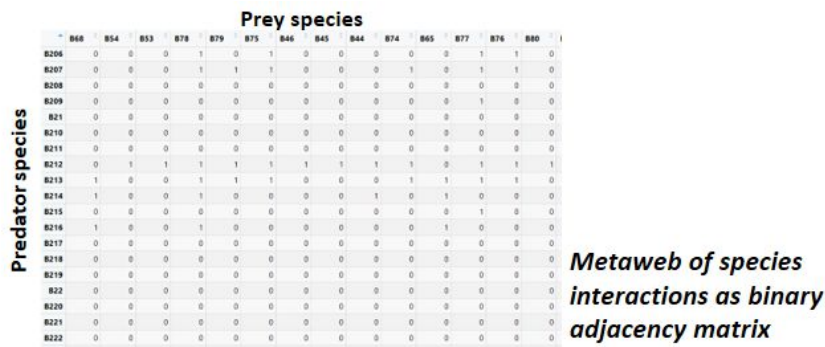 Prey species
B68 B54 B53 B78 B79 B75 B46 B45 B44 B74 B65 B77 B76 B80
Predator species
B206 0 0 0 1 0 1 0 0 0 0 0 1 1 0
B207 0 0 0 1 1 1 0 0 0 1 0 1 1 0
B208 0 0 0 0 0 0 0 0 0 0 0 0 0 0
B209 0 0 0 0 0 0 0 0 0 0 0 1 0 0
B21 0 0 0 0 0 0 0 0 0 0 0 0 0 0
B210 0 0 0 0 0 0 0 0 0 0 0 0 0 0
B211 0 0 0 0 0 0 0 0 0 0 0 0 0 0
B212 0 1 1 1 1 1 1 1 1 1 0 1 1 1
B213 1 0 0 1 1 1 0 0 0 1 1 1 1 0
B214 1 0 0 1 0 0 0 0 1 0 1 0 0 0
B215 0 0 0 0 0 0 0 0 0 0 0 1 0 0
B216 1 0 0 1 0 0 0 0 0 0 1 0 0 0
B217 0 0 0 0 0 0 0 0 0 0 0 0 0 0
B218 0 0 0 0 0 0 0 0 0 0 0 0 0 0
B219 0 0 0 0 0 0 0 0 0 0 0 0 0 0
B22 0 0 0 0 0 0 0 0 0 0 0 0 0 0
B220 0 0 0 0 0 0 0 0 0 0 0 0 0 0
B221 0 0 0 0 0 0 0 0 0 0 0 0 0 0
B222 0 0 0 0 0 0 0 0 0 0 0 0 0 0
Metaweb of species
interactions as binary
adjacency matrix